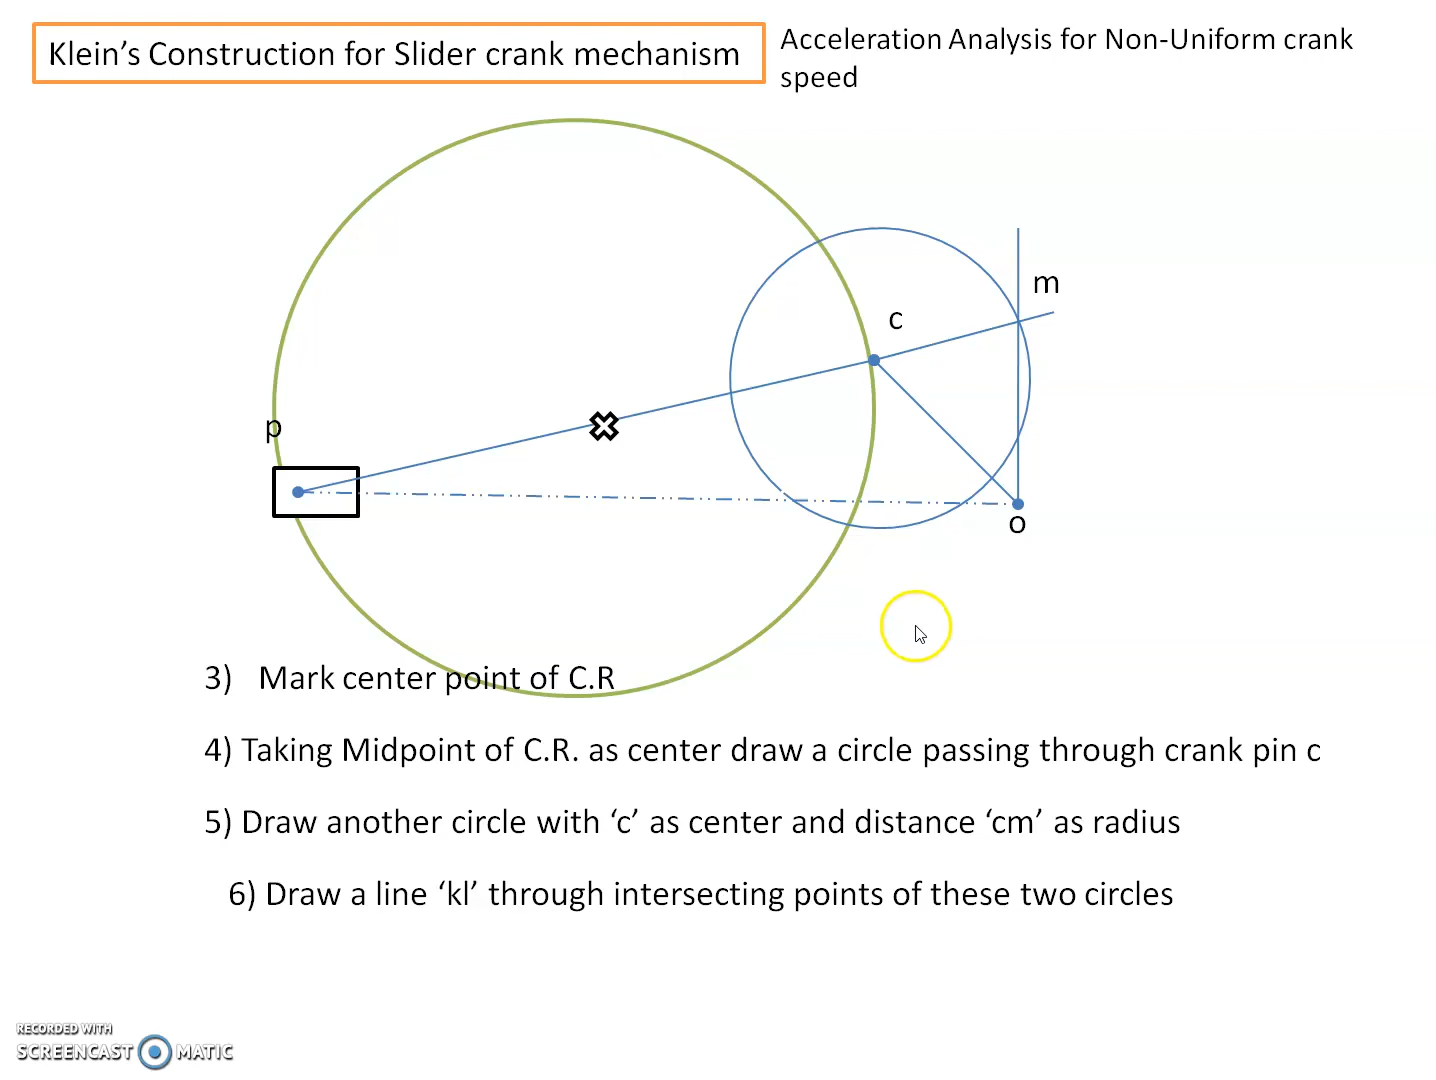 Klein’s Construction for Slider crank mechanism
Acceleration Analysis for Non-Uniform crank
speed
m
c
p
o
3) Mark center point of C.R
4) Taking Midpoint of C.R. as center draw a circle passing through crank pin c
5) Draw another circle with ‘c’ as center and distance ‘cm’ as radius
6) Draw a line ‘kl’ through intersecting points of these two circles
RECORDED WITH
SCREENCAST MATIC